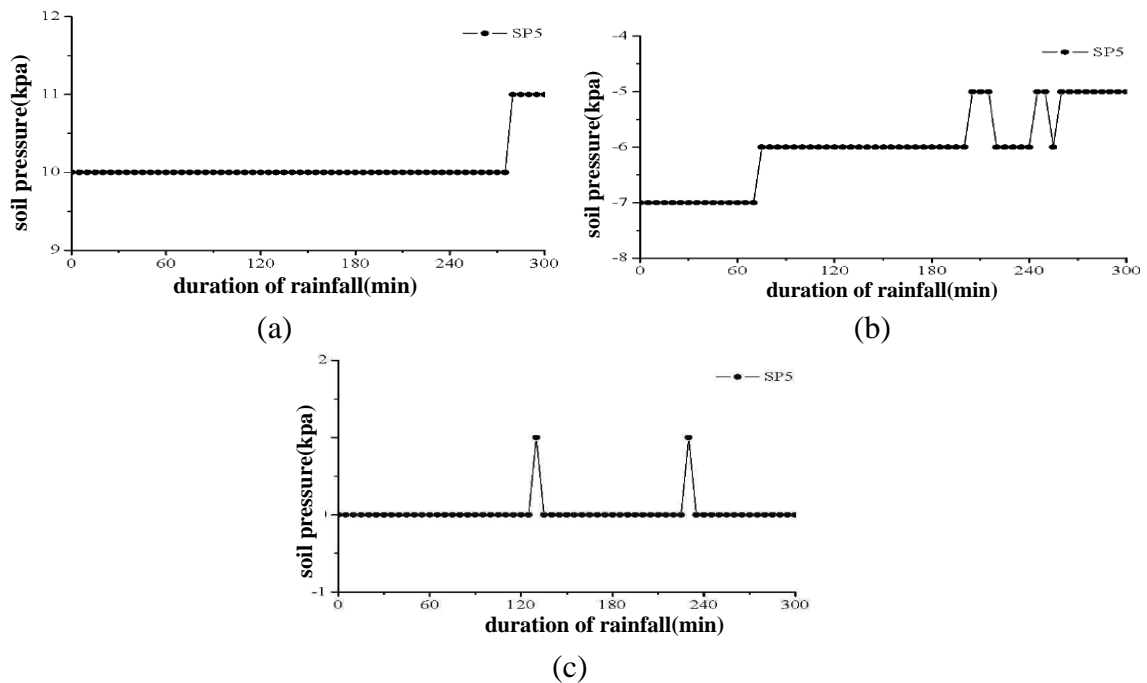 12
SP5
11
10
9
soil pressure(kpa)
0 60 120 180 240 300
duration of rainfall(min)
(a)
-4
SP5
-5
-6
-7
-8
soil pressure(kpa)
0 60 120 180 240 300
duration of rainfall(min)
(b)
2
SP5
-1
soil pressure(kpa)
0 60 120 180 240 300
duration of rainfall(min)
(c)